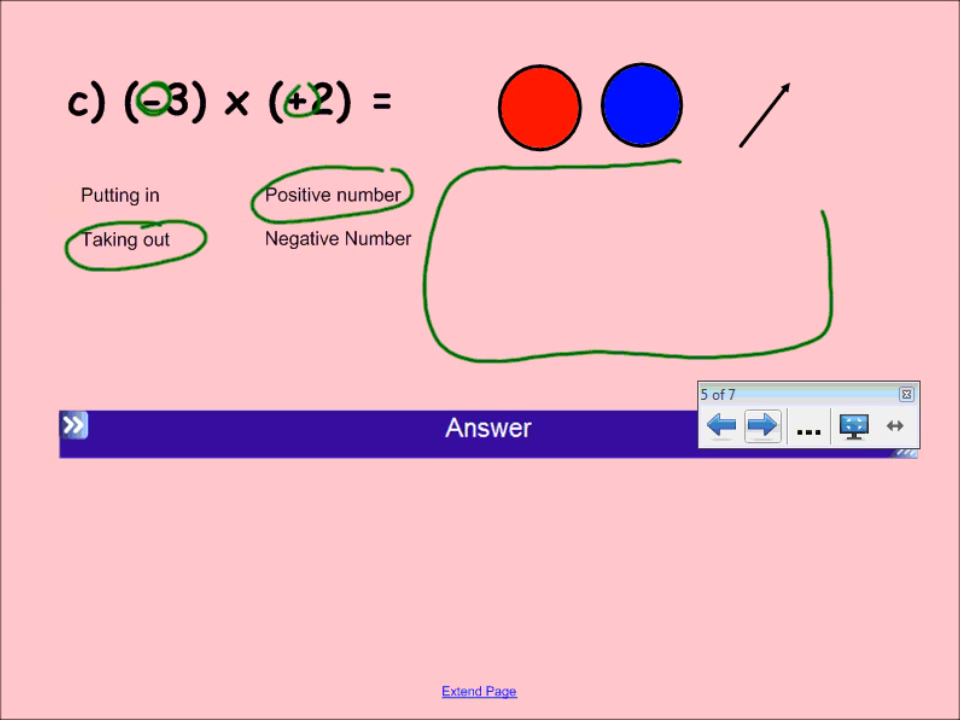 c) (-3) x (+2) =
Putting in
Positive number
Taking out
Negative Number
5 of 7
Answer
...
Extend Page